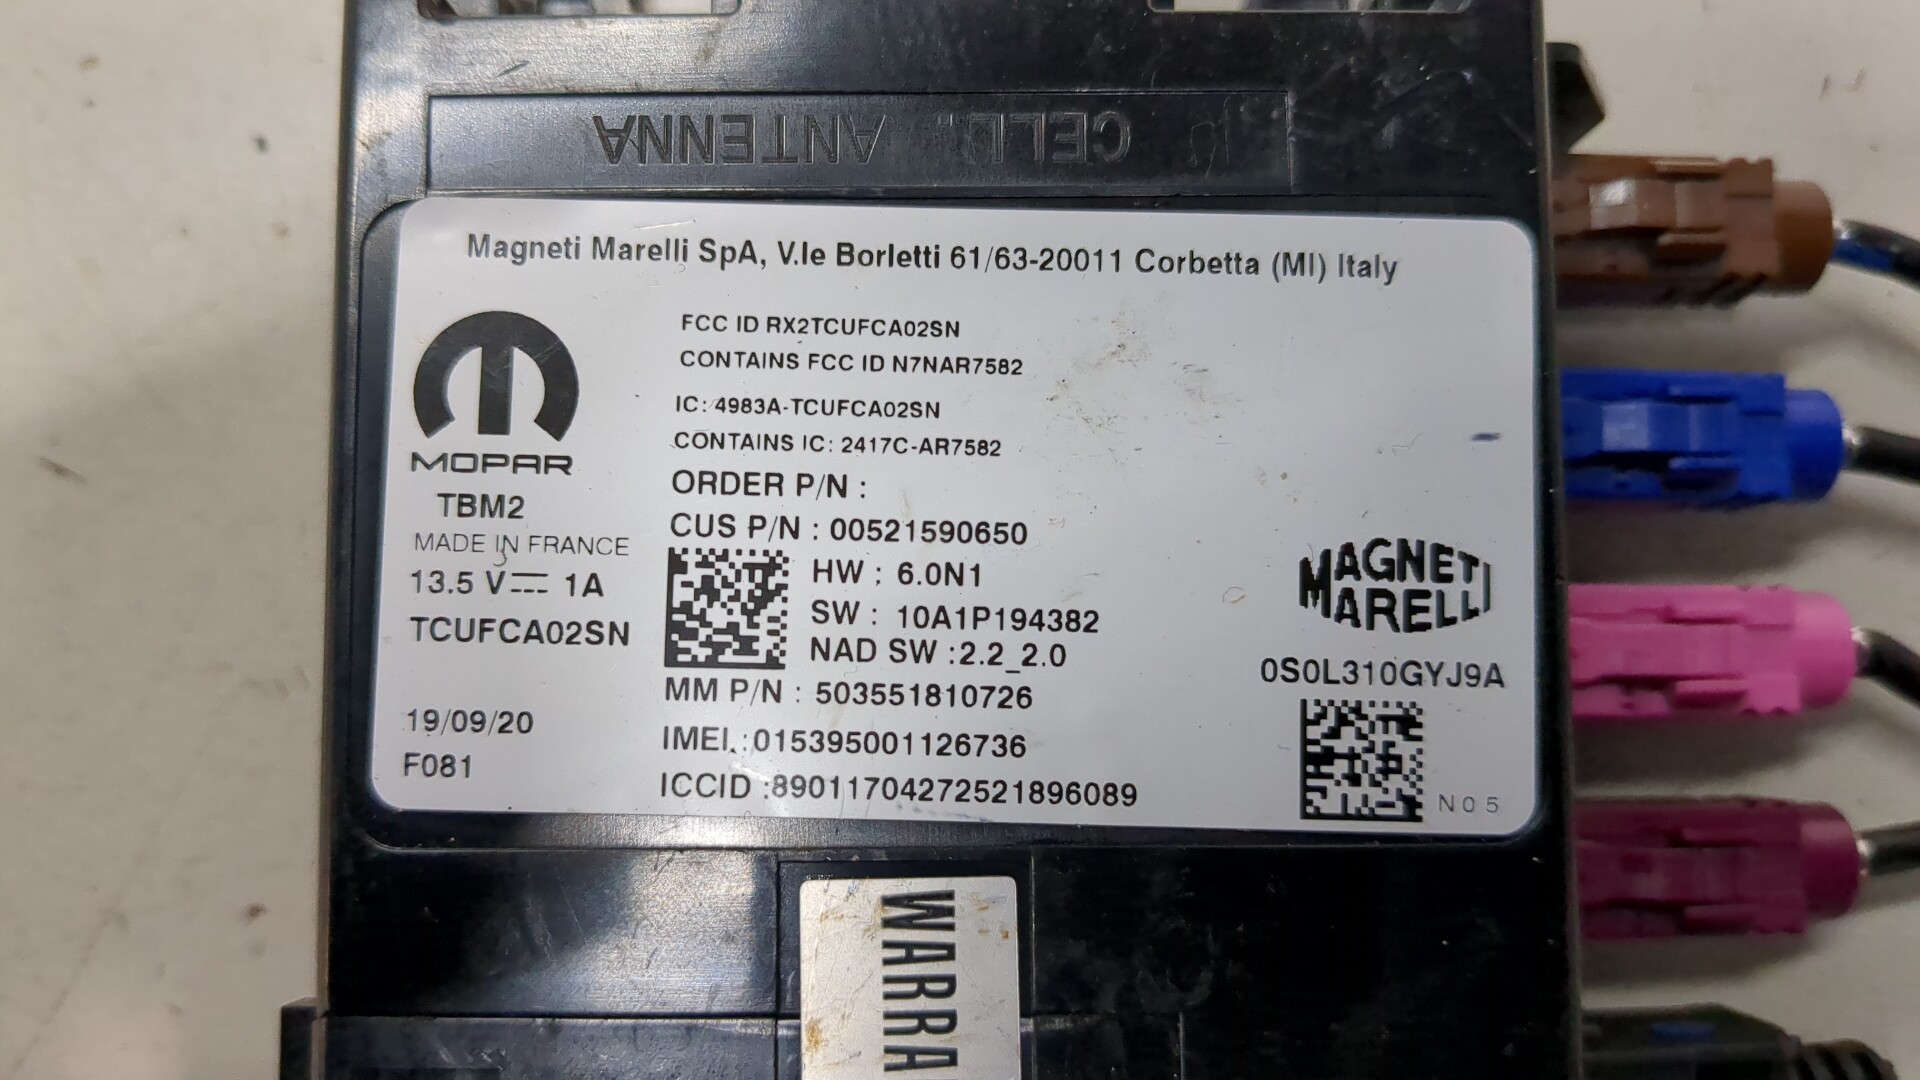 CELL. ANTENNA
Magneti Marelli SpA, V.le Borletti 61/63-20011 Corbetta (MI) Italy
FCC ID RX2TCUFCA02SN
CONTAINS FCC ID N7NAR7582
IC: 4983A-TCUFCA02SN
CONTAINS IC: 2417C-AR7582
MOPAR
TBM2
MADE IN FRANCE
13.5 V 1A
TCUFCA02SN
19/09/20
F081
ORDER P/N :
CUS P/N : 00521590650
HW : 6.0N1
SW : 10A1P194382
NAD SW :2.2_2.0
MM P/N : 503551810726
IMEI :015395001126736
ICCID :89011704272521896089
MAGNETI
MARELLI
0S0L310GYJ9A
N05
WARRA